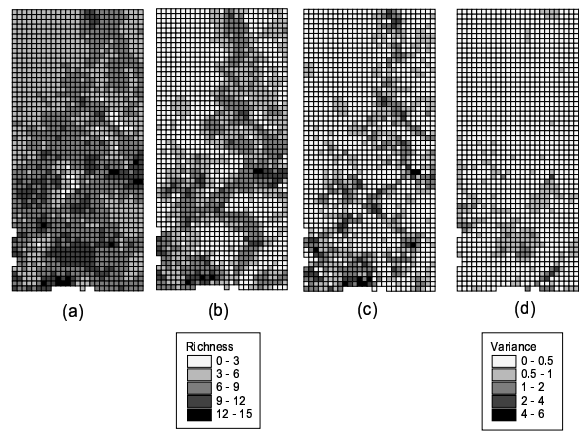 (a) (b) (c) (d)
Richness
0 - 3
3 - 6
6 - 9
9 - 12
12 - 15
Variance
0 - 0.5
0.5 - 1
1 - 2
2 - 4
4 - 6